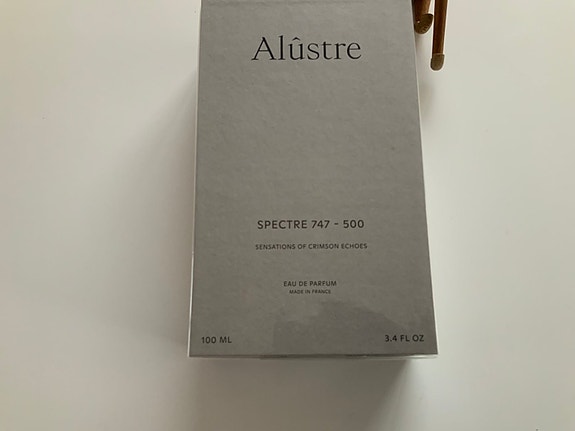 Alûstre
SPECTRE 747 - 500
SENSATIONS OF CRIMSON ECHOES
EAU DE PARFUM
MADE IN FRANCE
100 ML
3.4 FL OZ